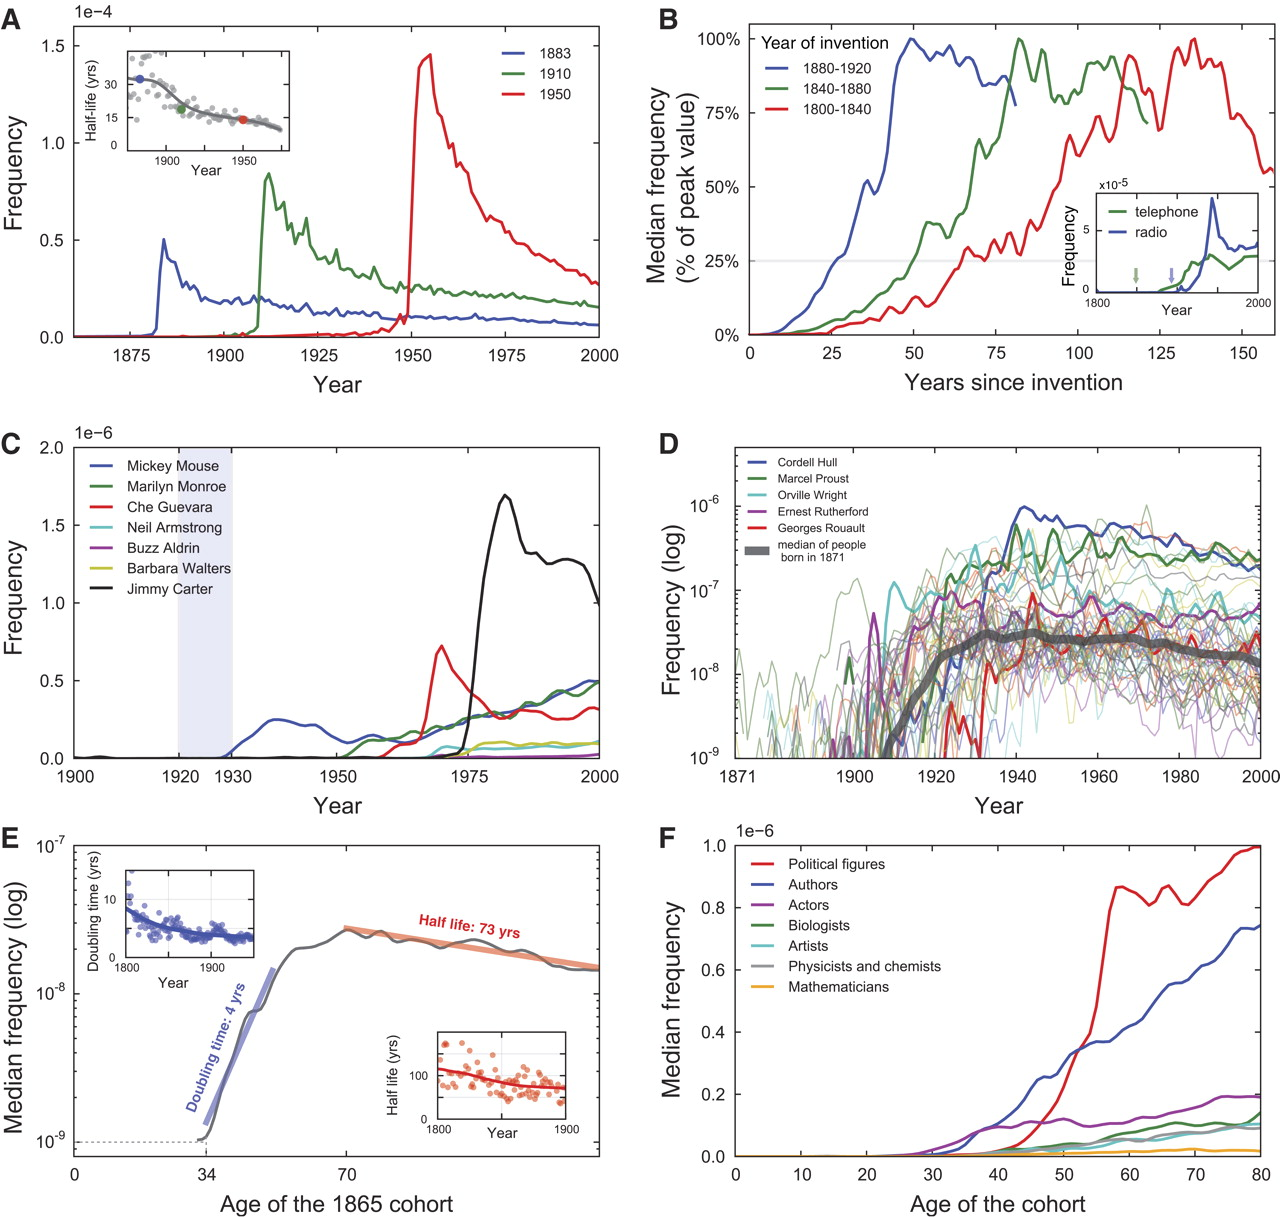 A
1e−4
Frequency
1.5
1.0
0.5
0.0
1875
1900
1925
1950
1975
2000
Year
1883
1910
1950
Half-life (yrs)
30
15
0
1900
1950
Year
B
Median frequency
(% of peak value)
100%
75%
50%
25%
0%
0
25
50
75
100
125
150
Years since invention
Year of invention
1880-1920
1840-1880
1800-1840
x10-5
Frequency
5
0
telephone
radio
1800
2000
Year
C
1e−6
Frequency
2.0
1.5
1.0
0.5
0.0
1900
1920
1930
1950
1975
2000
Year
Mickey Mouse
Marilyn Monroe
Che Guevara
Neil Armstrong
Buzz Aldrin
Barbara Walters
Jimmy Carter
D
Frequency (log)
10-6
10-7
10-8
10-9
1871
1900
1920
1940
1960
1980
2000
Year
Cordell Hull
Marcel Proust
Orville Wright
Ernest Rutherford
Georges Rouault
median of people
born in 1871
E
Median frequency (log)
10-7
10-8
10-9
0
34
70
Age of the 1865 cohort
Doubling time: 4 yrs
Half life: 73 yrs
Doubling time (yrs)
10
0
1800
1900
Year
Half life (yrs)
100
0
1800
1900
Year
F
1e−6
Median frequency
1.0
0.8
0.6
0.4
0.2
0.0
0
10
20
30
40
50
60
70
80
Age of the cohort
Political figures
Authors
Actors
Biologists
Artists
Physicists and chemists
Mathematicians